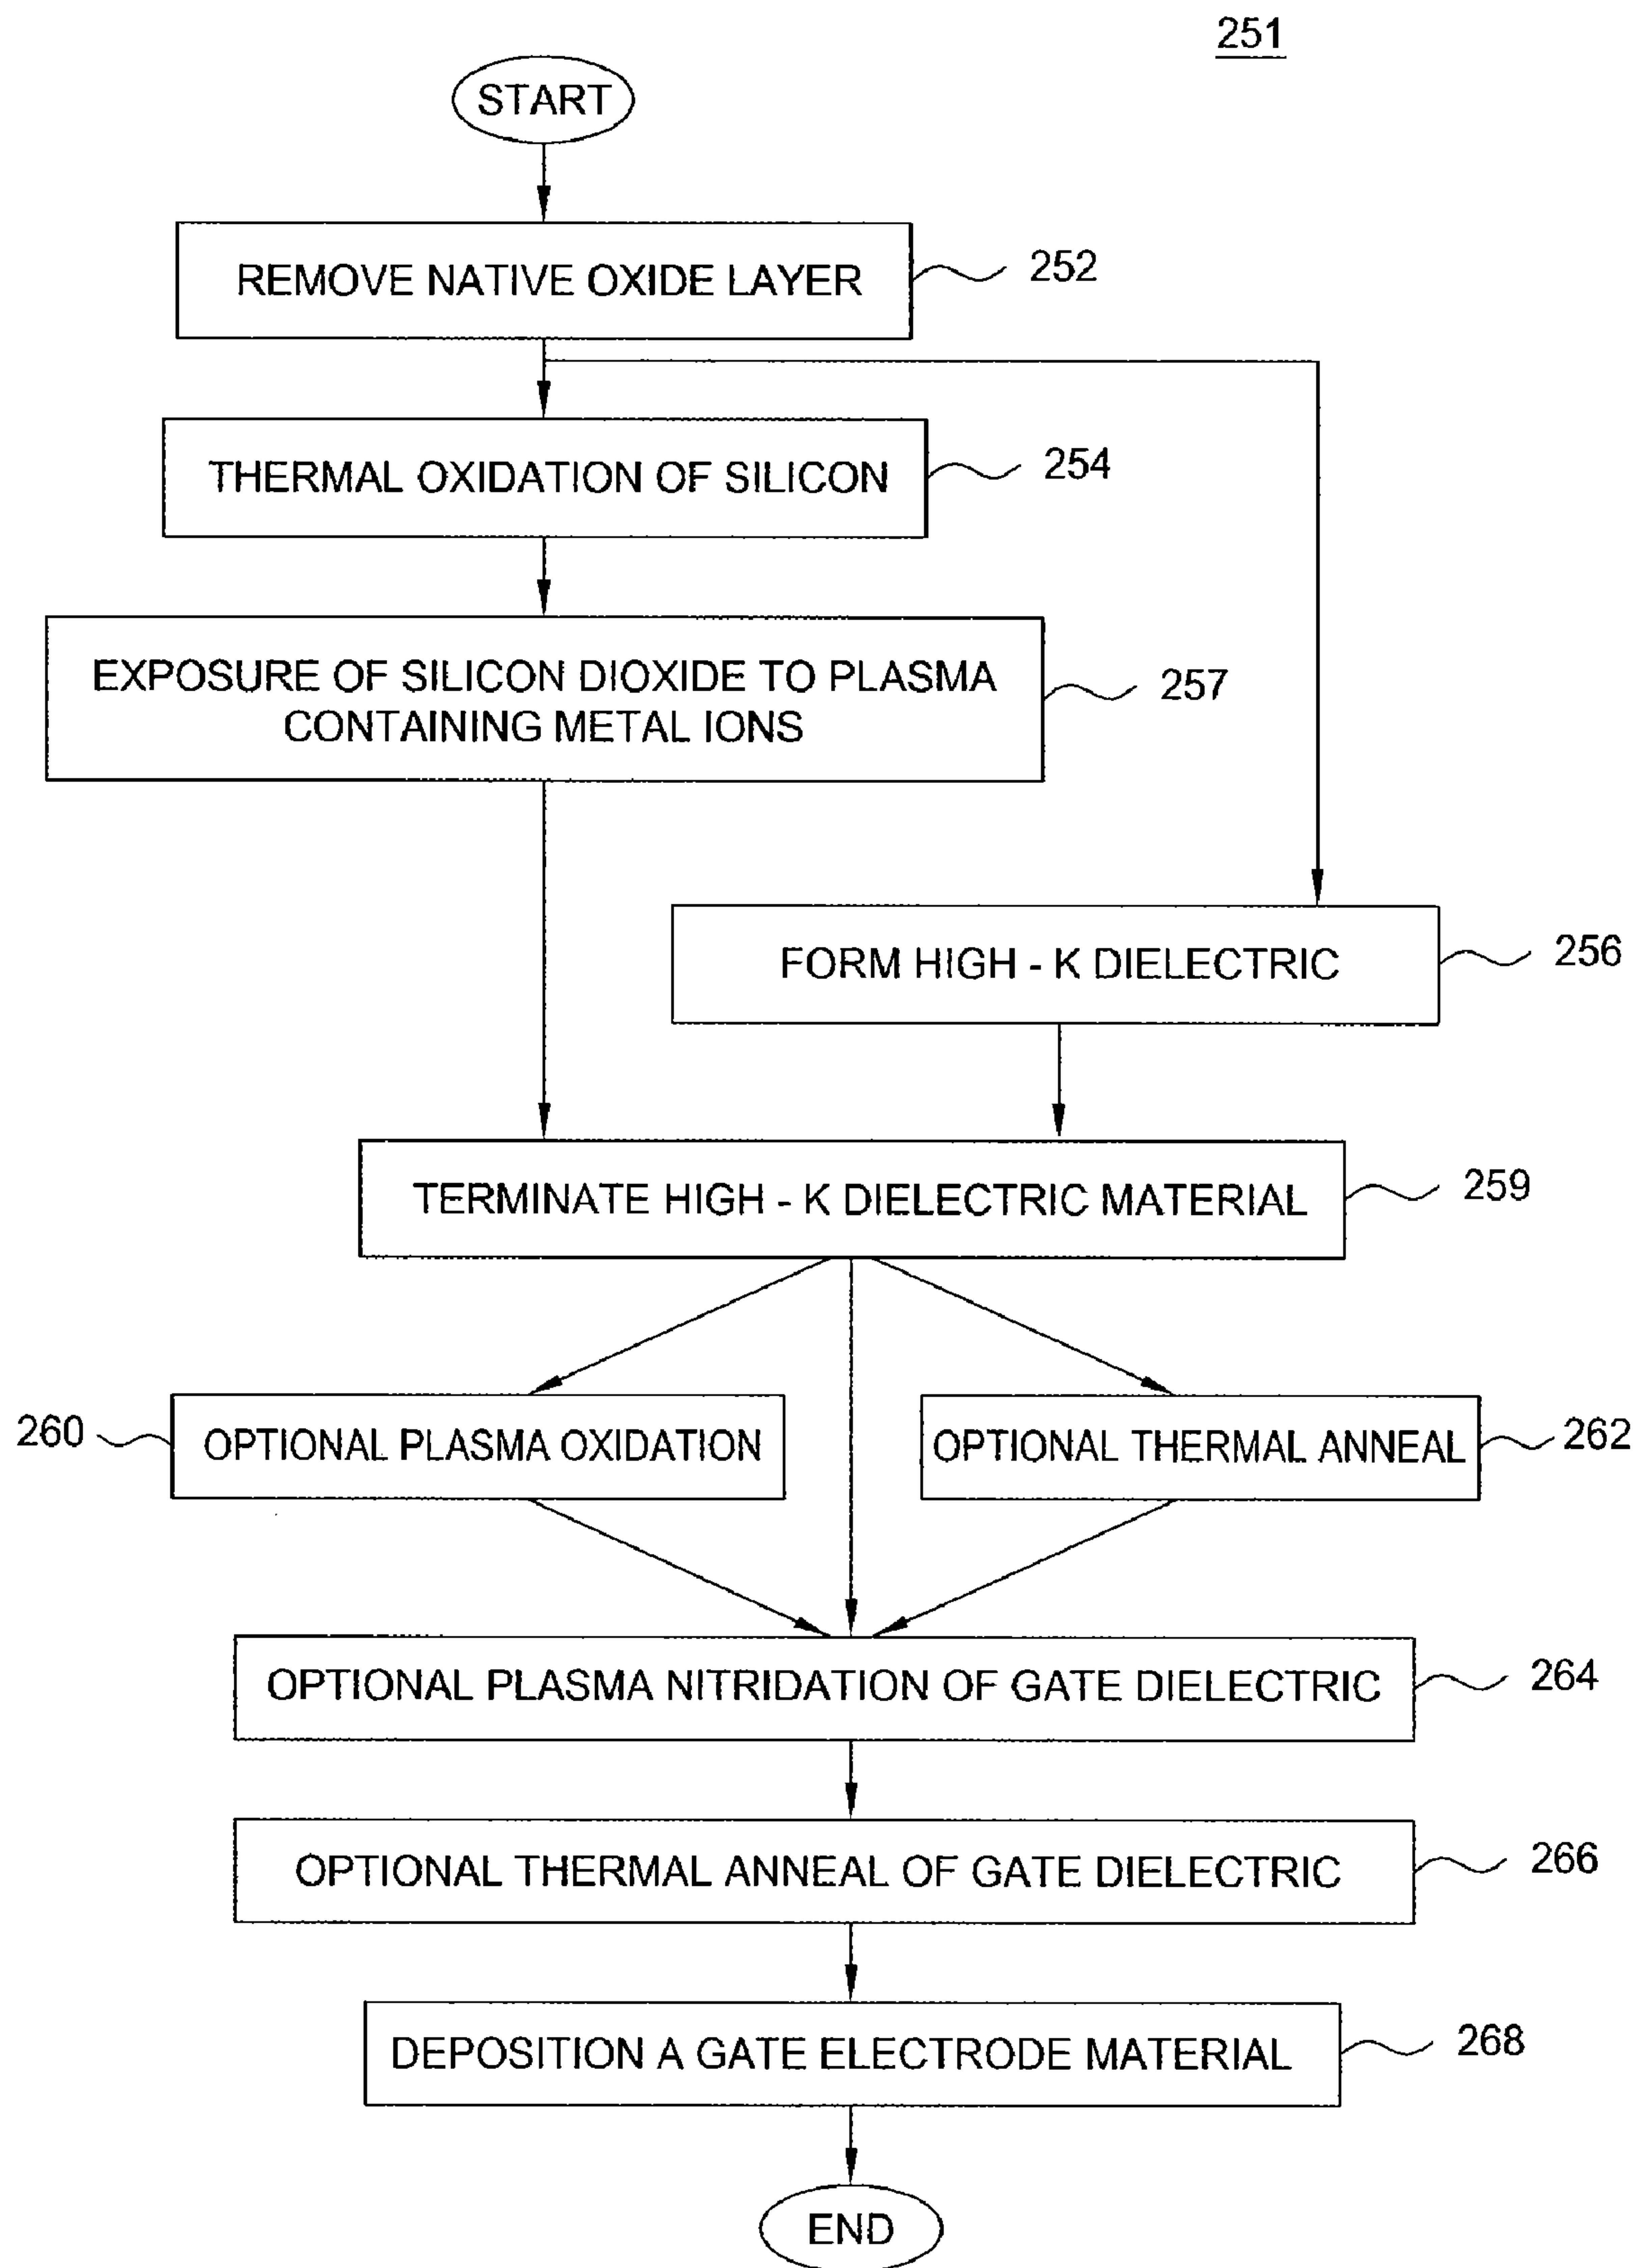 251
START
REMOVE NATIVE OXIDE LAYER
252
THERMAL OXIDATION OF SILICON
254
EXPOSURE OF SILICON DIOXIDE TO PLASMA
CONTAINING METAL IONS
257
FORM HIGH - K DIELECTRIC
256
TERMINATE HIGH - K DIELECTRIC MATERIAL
259
260
OPTIONAL PLASMA OXIDATION
OPTIONAL THERMAL ANNEAL
262
OPTIONAL PLASMA NITRIDATION OF GATE DIELECTRIC
264
OPTIONAL THERMAL ANNEAL OF GATE DIELECTRIC
266
DEPOSITION A GATE ELECTRODE MATERIAL
268
END